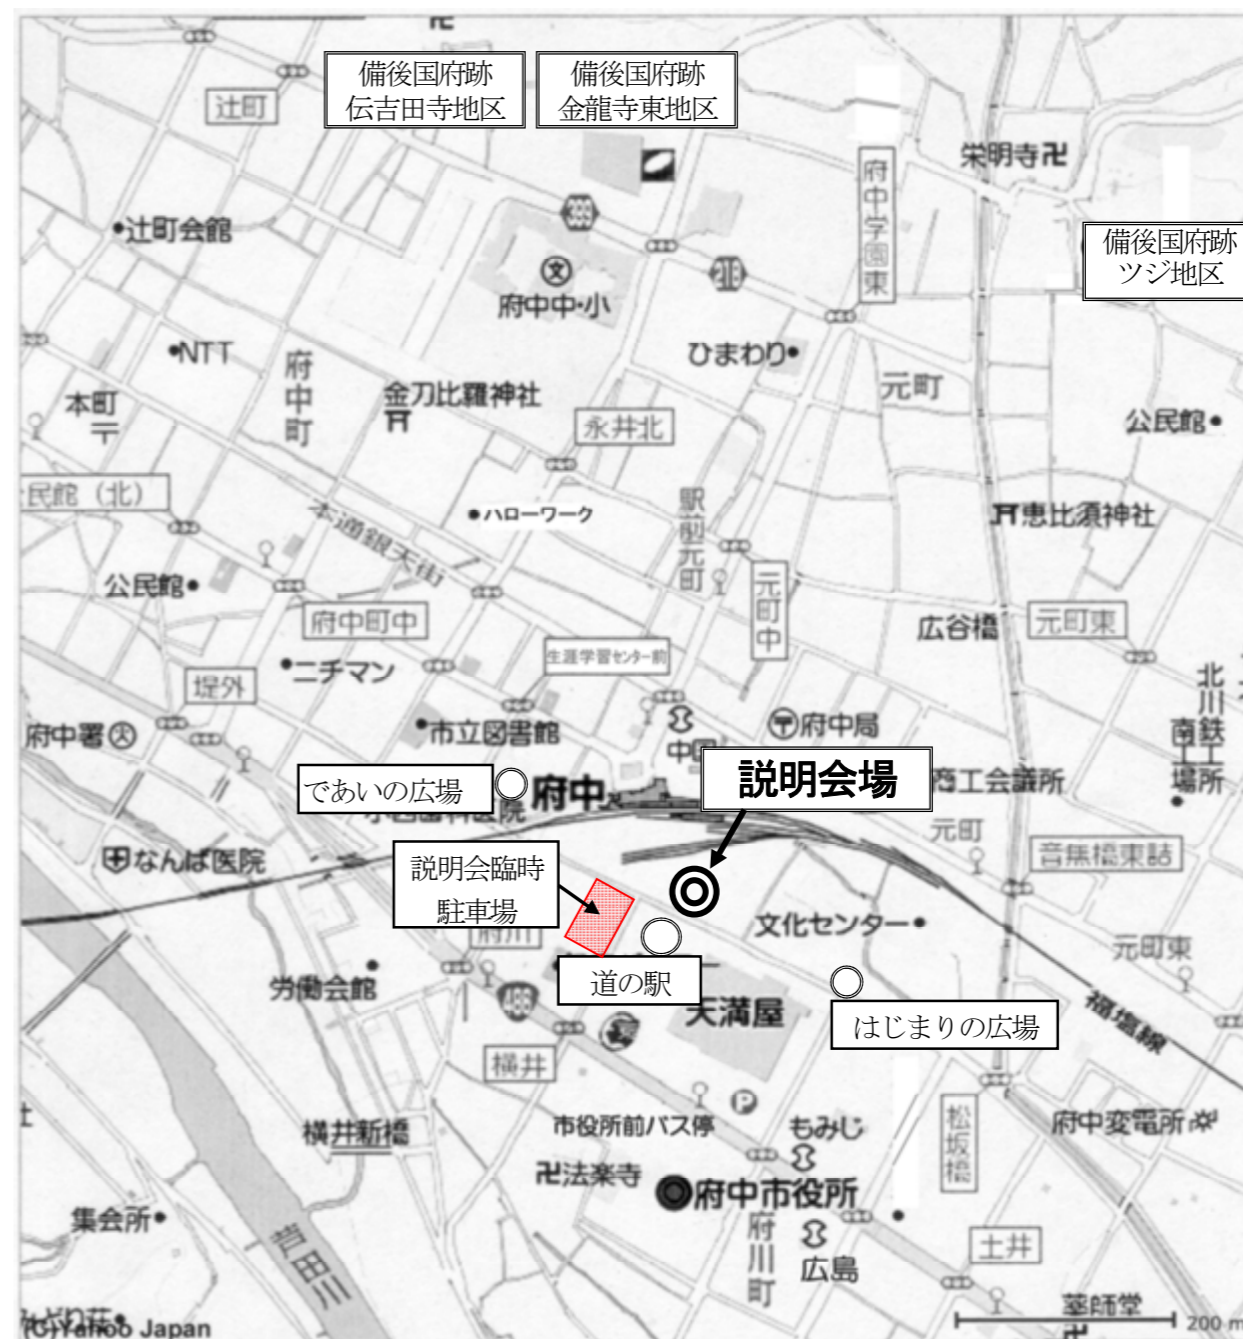 備後国府跡
伝吉田寺地区
備後国府跡
金龍寺東地区
辻町
栄明寺
府中学園東
辻町会館
備後国府跡
ツジ地区
府中中・小
NTT
ひまわり
府中町
元町
本町
金刀比羅神社
永井北
公民館
民館（北）
ハローワーク
駅前元町
恵比須神社
本通銀天街
公民館
府中町中
元町中
広谷橋
元町東
生涯学習センター前
ニチマン
堤外
北川鉄工
南場所
市立図書館
府中局
府中署
中国
説明会場
商工会議所
であいの広場
府中
元町
音無橋東詰
なんば医院
説明会臨時
駐車場
文化センター
府川
元町東
労働会館
道の駅
486
天満屋
はじまりの広場
福塩線
横井
市役所前バス停
もみじ
松坂橋
府中変電所
横井新橋
法楽寺
府中市役所
集会所
府川町
芦田川
広島
土井
薬師堂
200 m
(C)Yahoo Japan